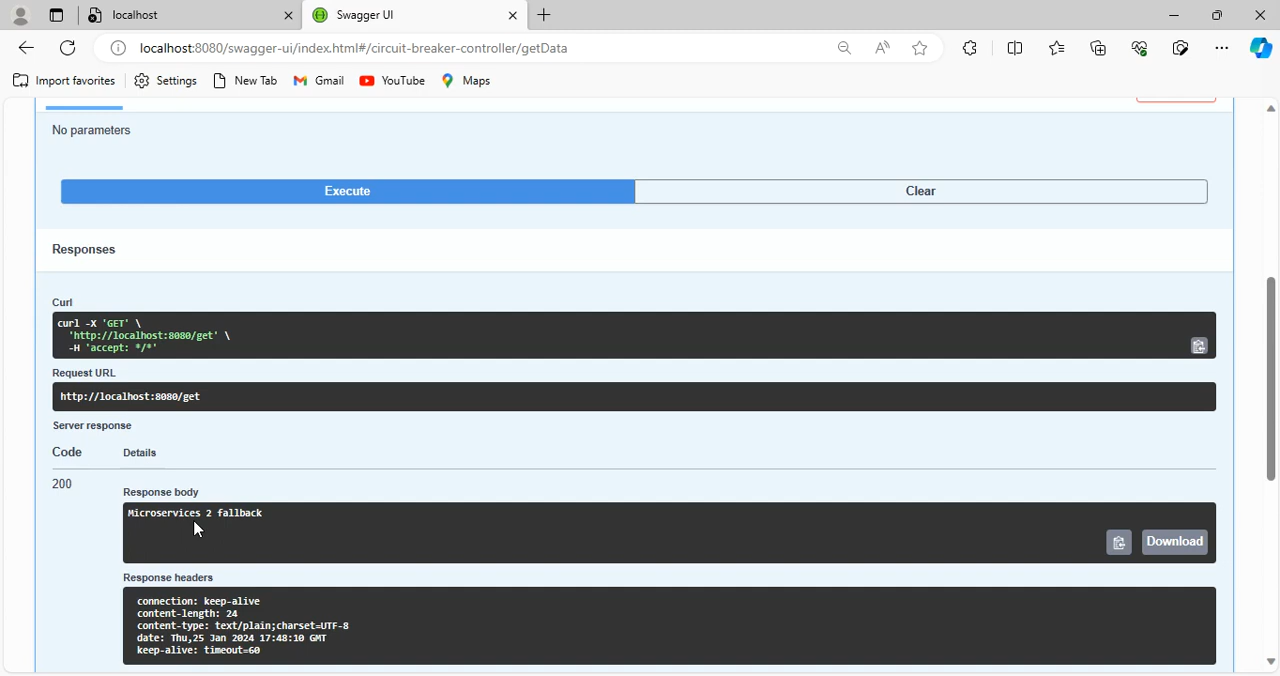 localhost
Swagger UI
localhost:8080/swagger-ui/index.html#/circuit-breaker-controller/getData
Import favorites
Settings
New Tab
Gmail
YouTube
Maps
No parameters
Execute
Clear
Responses
Curl
curl -X 'GET' \
'http://localhost:8080/get' \
-H 'accept: */*'
Request URL
http://localhost:8080/get
Server response
Code
Details
200
Response body
Microservices 2 fallback
Download
Response headers
connection: keep-alive
content-length: 24
content-type: text/plain;charset=UTF-8
date: Thu,25 Jan 2024 17:48:10 GMT
keep-alive: timeout=60